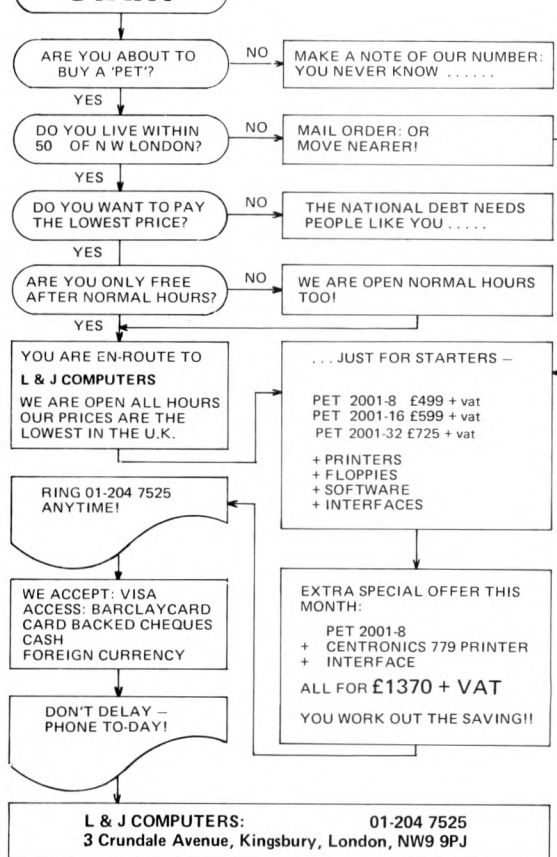 ARE YOU ABOUT TO
BUY A 'PET'?
NO
MAKE A NOTE OF OUR NUMBER:
YOU NEVER KNOW ......
YES
DO YOU LIVE WITHIN
50 OF N W LONDON?
NO
MAIL ORDER: OR
MOVE NEARER!
YES
DO YOU WANT TO PAY
THE LOWEST PRICE?
NO
THE NATIONAL DEBT NEEDS
PEOPLE LIKE YOU .....
YES
ARE YOU ONLY FREE
AFTER NORMAL HOURS?
NO
WE ARE OPEN NORMAL HOURS
TOO!
YES
YOU ARE EN-ROUTE TO
L & J COMPUTERS
WE ARE OPEN ALL HOURS
OUR PRICES ARE THE
LOWEST IN THE U.K.
...JUST FOR STARTERS —
PET 2001-8 £499 + vat
PET 2001-16 £599 + vat
PET 2001-32 £725 + vat
+ PRINTERS
+ FLOPPIES
+ SOFTWARE
+ INTERFACES
RING 01-204 7525
ANYTIME!
EXTRA SPECIAL OFFER THIS
MONTH:
PET 2001-8
+ CENTRONICS 779 PRINTER
+ INTERFACE
ALL FOR £1370 + VAT
YOU WORK OUT THE SAVING!!
WE ACCEPT: VISA
ACCESS: BARCLAYCARD
CARD BACKED CHEQUES
CASH
FOREIGN CURRENCY
DON'T DELAY —
PHONE TO-DAY!
L & J COMPUTERS: 01-204 7525
3 Crundale Avenue, Kingsbury, London, NW9 9PJ